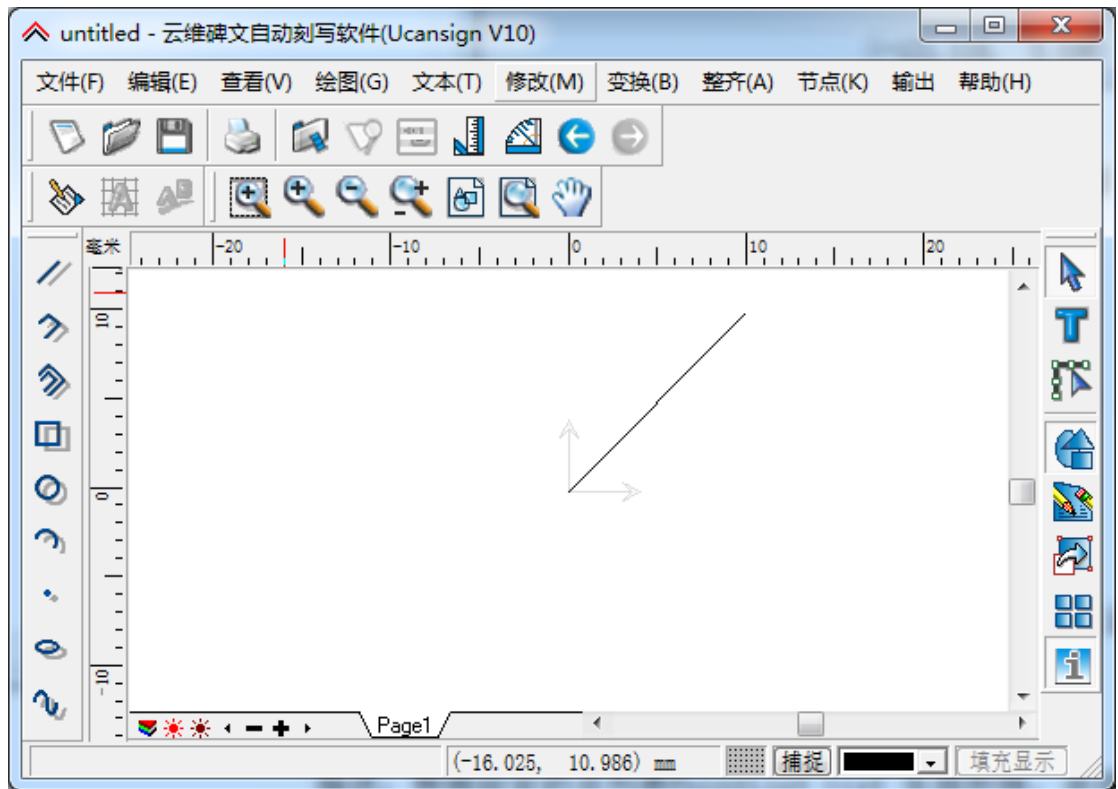 untitled - 云维碑文自动刻写软件(Ucansign V10)
文件(F) 编辑(E) 查看(V) 绘图(G) 文本(T) 修改(M) 变换(B) 整齐(A) 节点(K) 输出 帮助(H)
毫米 -20 -10 0 10 20
10
0
-10
Page1
(-16.025, 10.986) mm 捕捉 填充显示